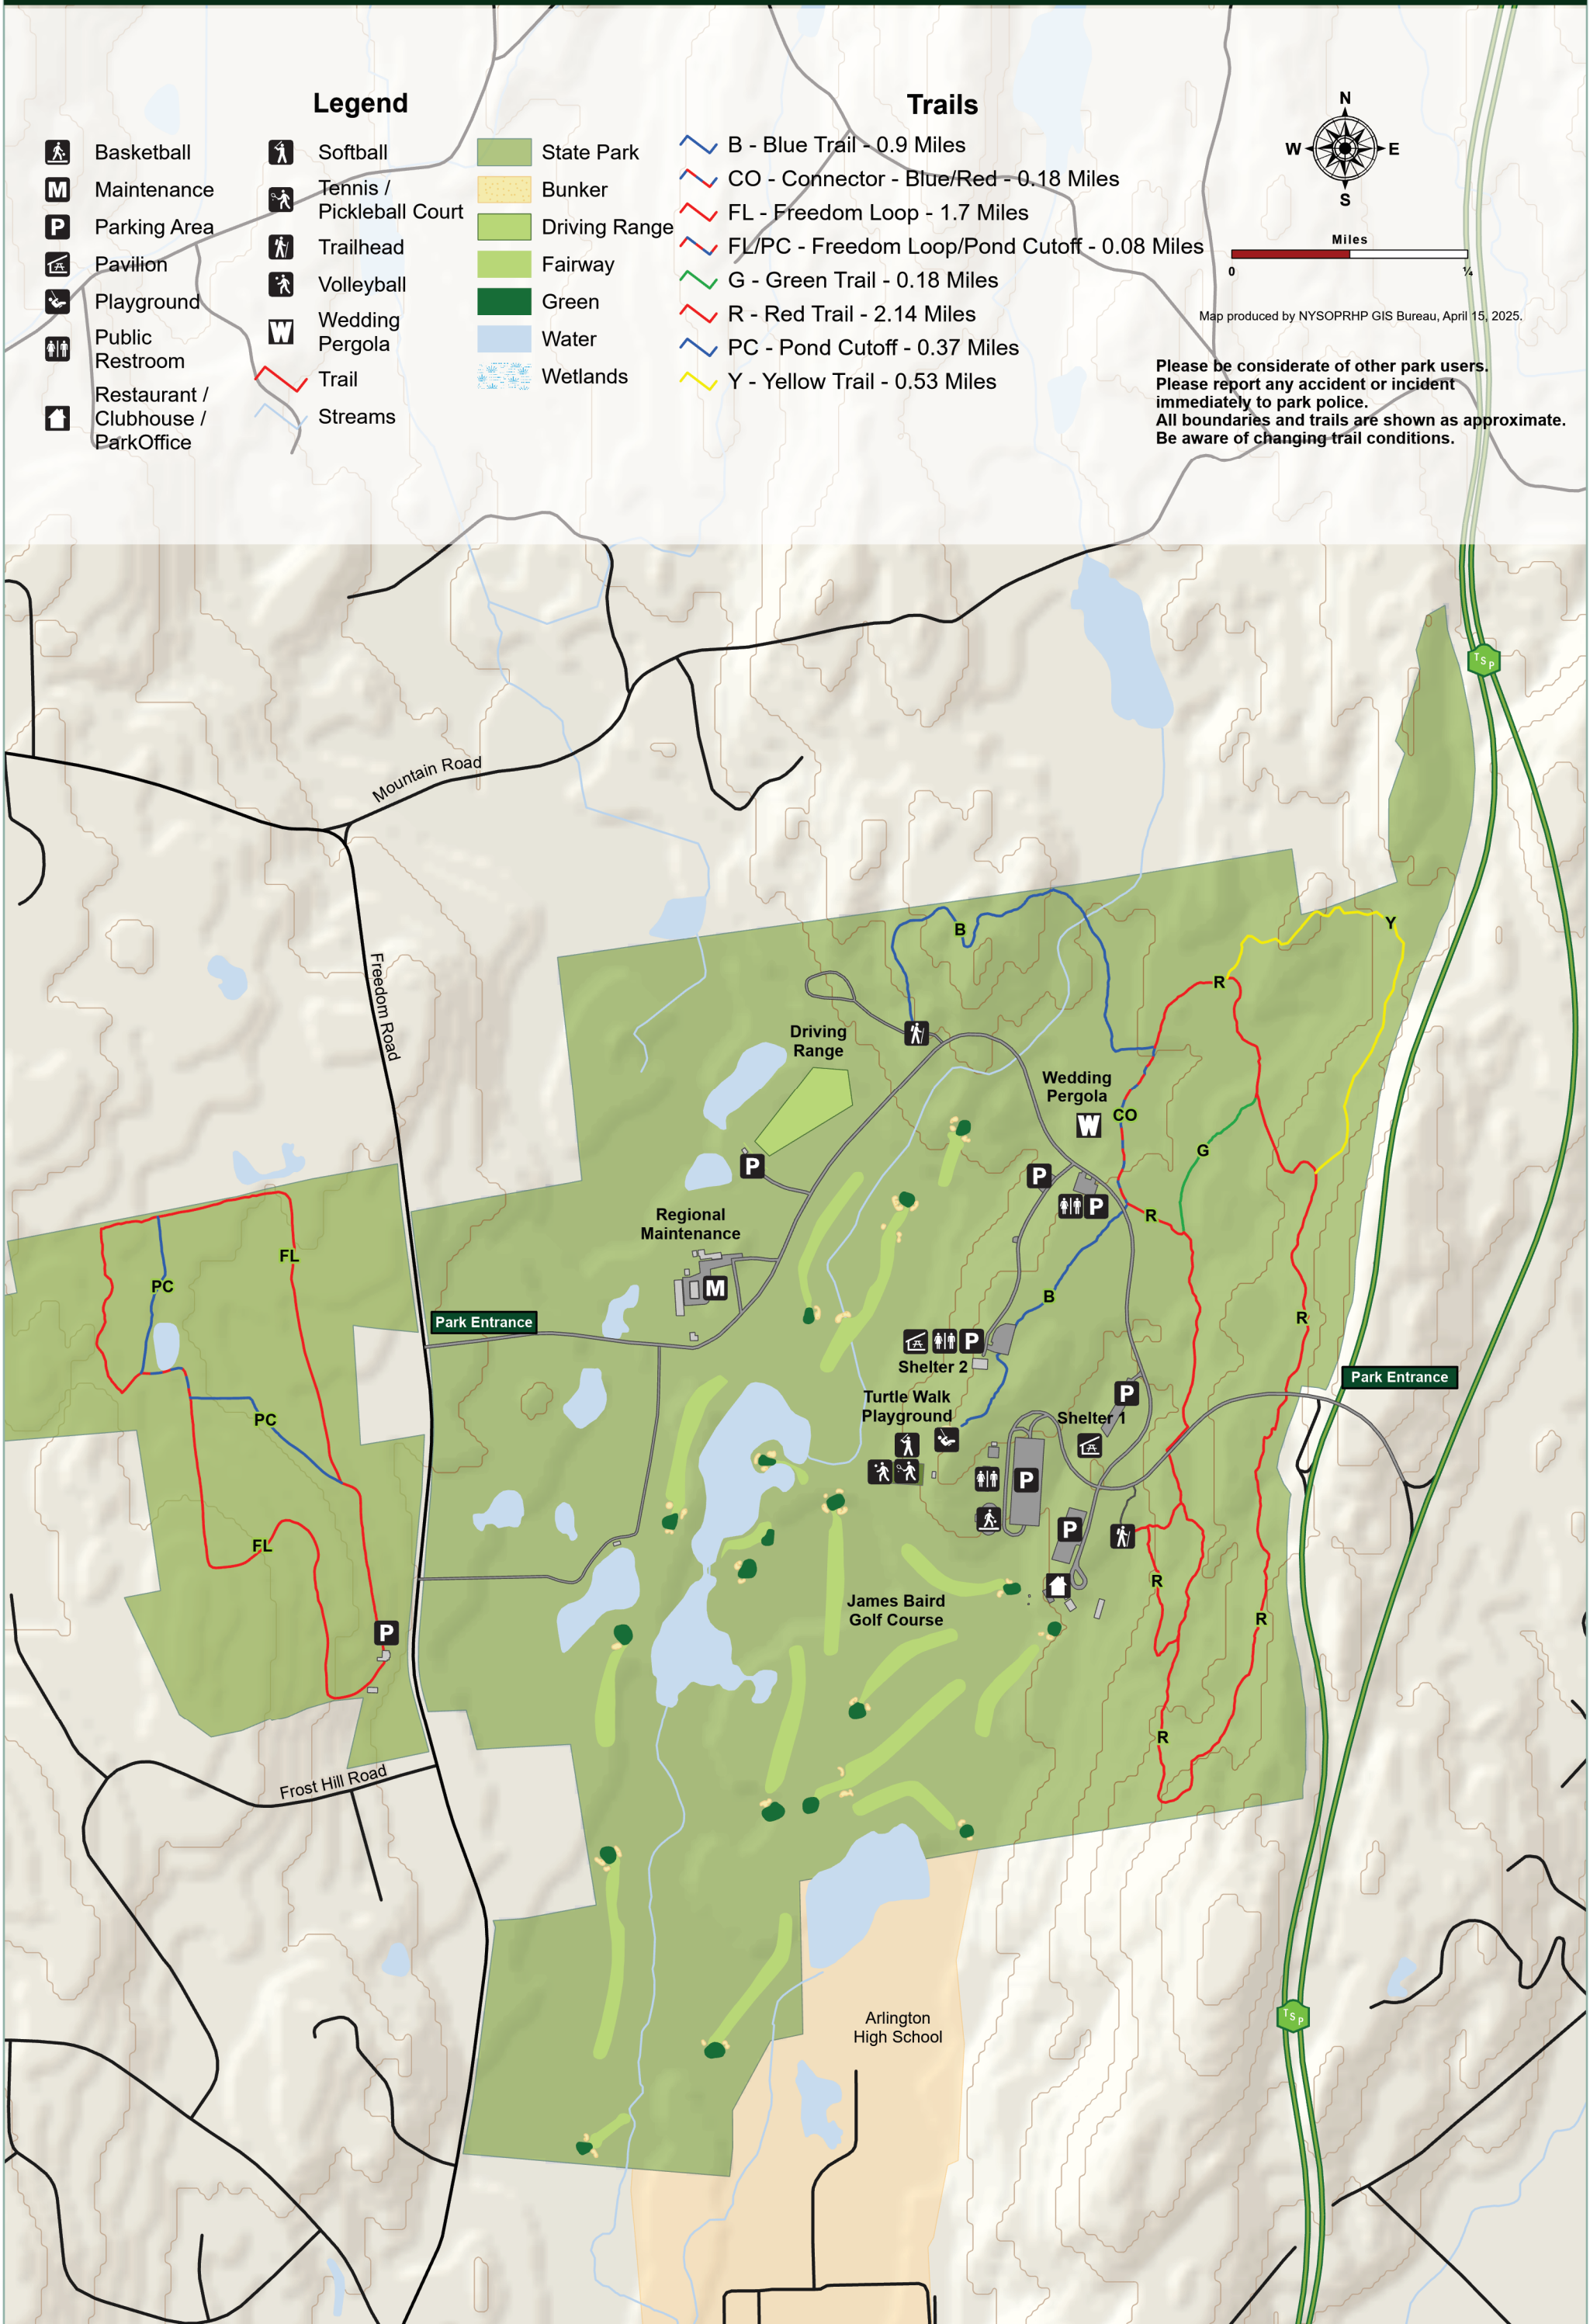 Legend
Basketball
M Maintenance
P Parking Area
Pavilion
Playground
Public
Restroom
Restaurant /
Clubhouse /
ParkOffice
Softball
Tennis /
Pickleball Court
Trailhead
Volleyball
W Wedding
Pergola
Trail
Streams
State Park
Bunker
Driving Range
Fairway
Green
Water
Wetlands
Trails
B - Blue Trail - 0.9 Miles
CO - Connector - Blue/Red - 0.18 Miles
FL - Freedom Loop - 1.7 Miles
FL/PC - Freedom Loop/Pond Cutoff - 0.08 Miles
G - Green Trail - 0.18 Miles
R - Red Trail - 2.14 Miles
PC - Pond Cutoff - 0.37 Miles
Y - Yellow Trail - 0.53 Miles
N
W E
S
Miles
0 ¼
Map produced by NYSOPRHP GIS Bureau, April 15, 2025.
Please be considerate of other park users.
Please report any accident or incident
immediately to park police.
All boundaries and trails are shown as approximate.
Be aware of changing trail conditions.
TSP
Mountain Road
Freedom Road
B
Y
R
Driving
Range
Wedding
Pergola
W
CO
G
P
P
P
R
Regional
Maintenance
M
FL
PC
B
R
Park Entrance
P
Shelter 2
Park Entrance
Turtle Walk
Playground
P
Shelter 1
PC
P
P
FL
R
James Baird
Golf Course
R
P
R
Frost Hill Road
Arlington
High School
TSP